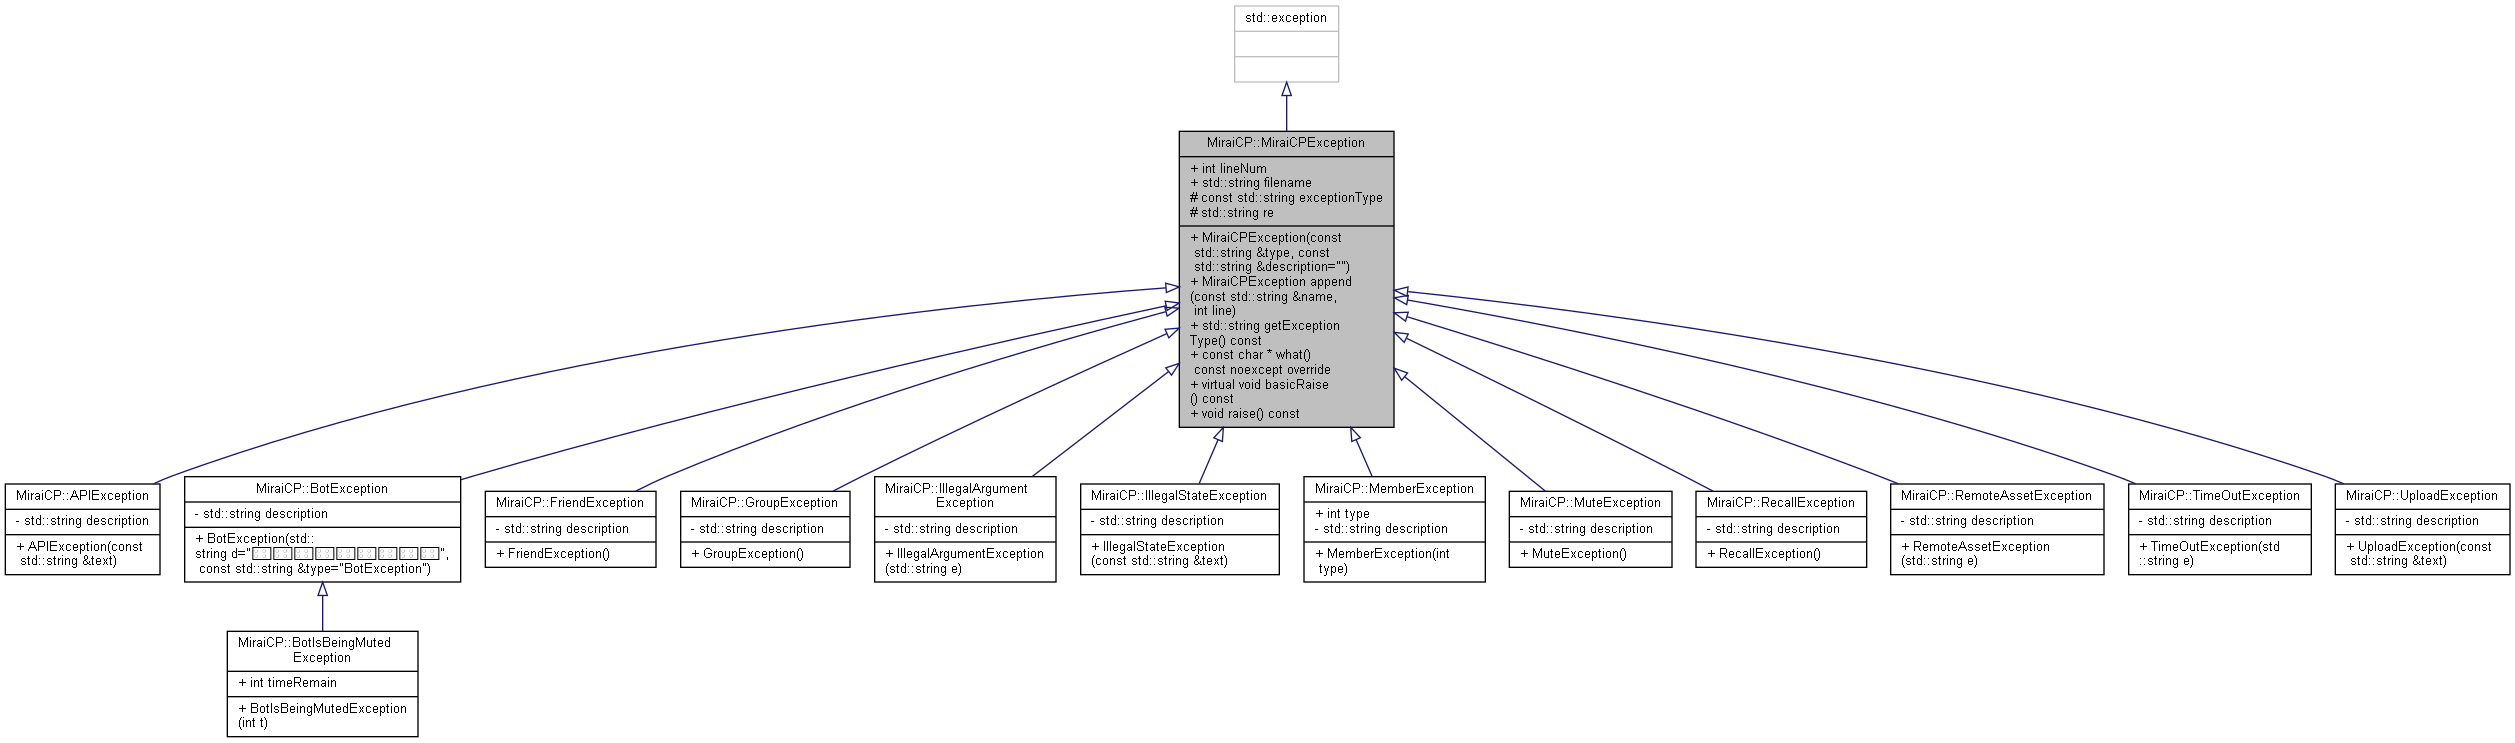 std::exception
MiraiCP::MiraiCPException
+ int lineNum
+ std::string filename
# const std::string exceptionType
# std::string re
+ MiraiCPException(const
std::string &type, const
std::string &description="")
+ MiraiCPException append
(const std::string &name,
int line)
+ std::string getException
Type() const
+ const char * what()
const noexcept override
+ virtual void basicRaise
() const
+ void raise() const
MiraiCP::APIException
- std::string description
+ APIException(const
std::string &text)
MiraiCP::BotException
- std::string description
+ BotException(std::
string d="",
const std::string &type="BotException")
MiraiCP::FriendException
- std::string description
+ FriendException()
MiraiCP::GroupException
- std::string description
+ GroupException()
MiraiCP::IllegalArgument
Exception
- std::string description
+ IllegalArgumentException
(std::string e)
MiraiCP::IllegalStateException
- std::string description
+ IllegalStateException
(const std::string &text)
MiraiCP::MemberException
+ int type
- std::string description
+ MemberException(int
type)
MiraiCP::MuteException
- std::string description
+ MuteException()
MiraiCP::RecallException
- std::string description
+ RecallException()
MiraiCP::RemoteAssetException
- std::string description
+ RemoteAssetException
(std::string e)
MiraiCP::TimeOutException
- std::string description
+ TimeOutException(std
::string e)
MiraiCP::UploadException
- std::string description
+ UploadException(const
std::string &text)
MiraiCP::BotIsBeingMuted
Exception
+ int timeRemain
+ BotIsBeingMutedException
(int t)